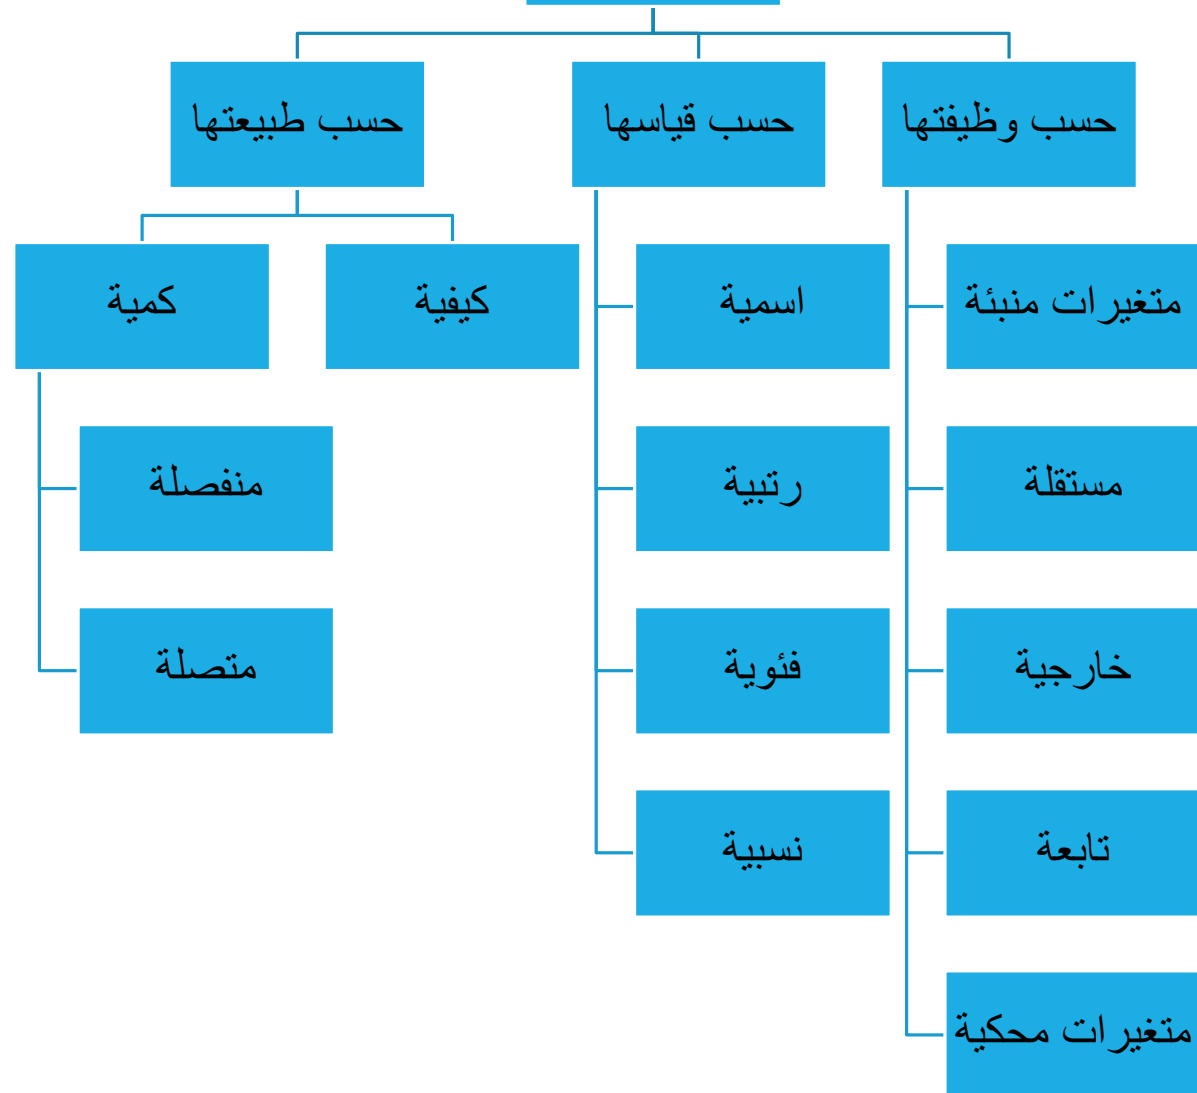 حسب وظيفتها
متغيرات منبئة
مستقلة
خارجية
تابعة
متغيرات محكية
حسب قياسها
اسمية
رتبية
فئوية
نسبية
حسب طبيعتها
كيفية
كمية
منفصلة
متصلة